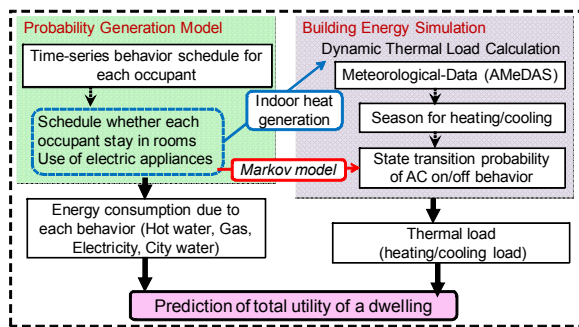 Probability Generation Model
Time-series behavior schedule for
each occupant
Schedule whether each
occupant stay in rooms
Use of electric appliances
Energy consumption due to
each behavior (Hot water, Gas,
Electricity, City water)
Indoor heat
generation
Markov model
Building Energy Simulation
Dynamic Thermal Load Calculation
Meteorological-Data (AMeDAS)
Season for heating/cooling
State transition probability
of AC on/off behavior
Thermal load
(heating/cooling load)
Prediction of total utility of a dwelling